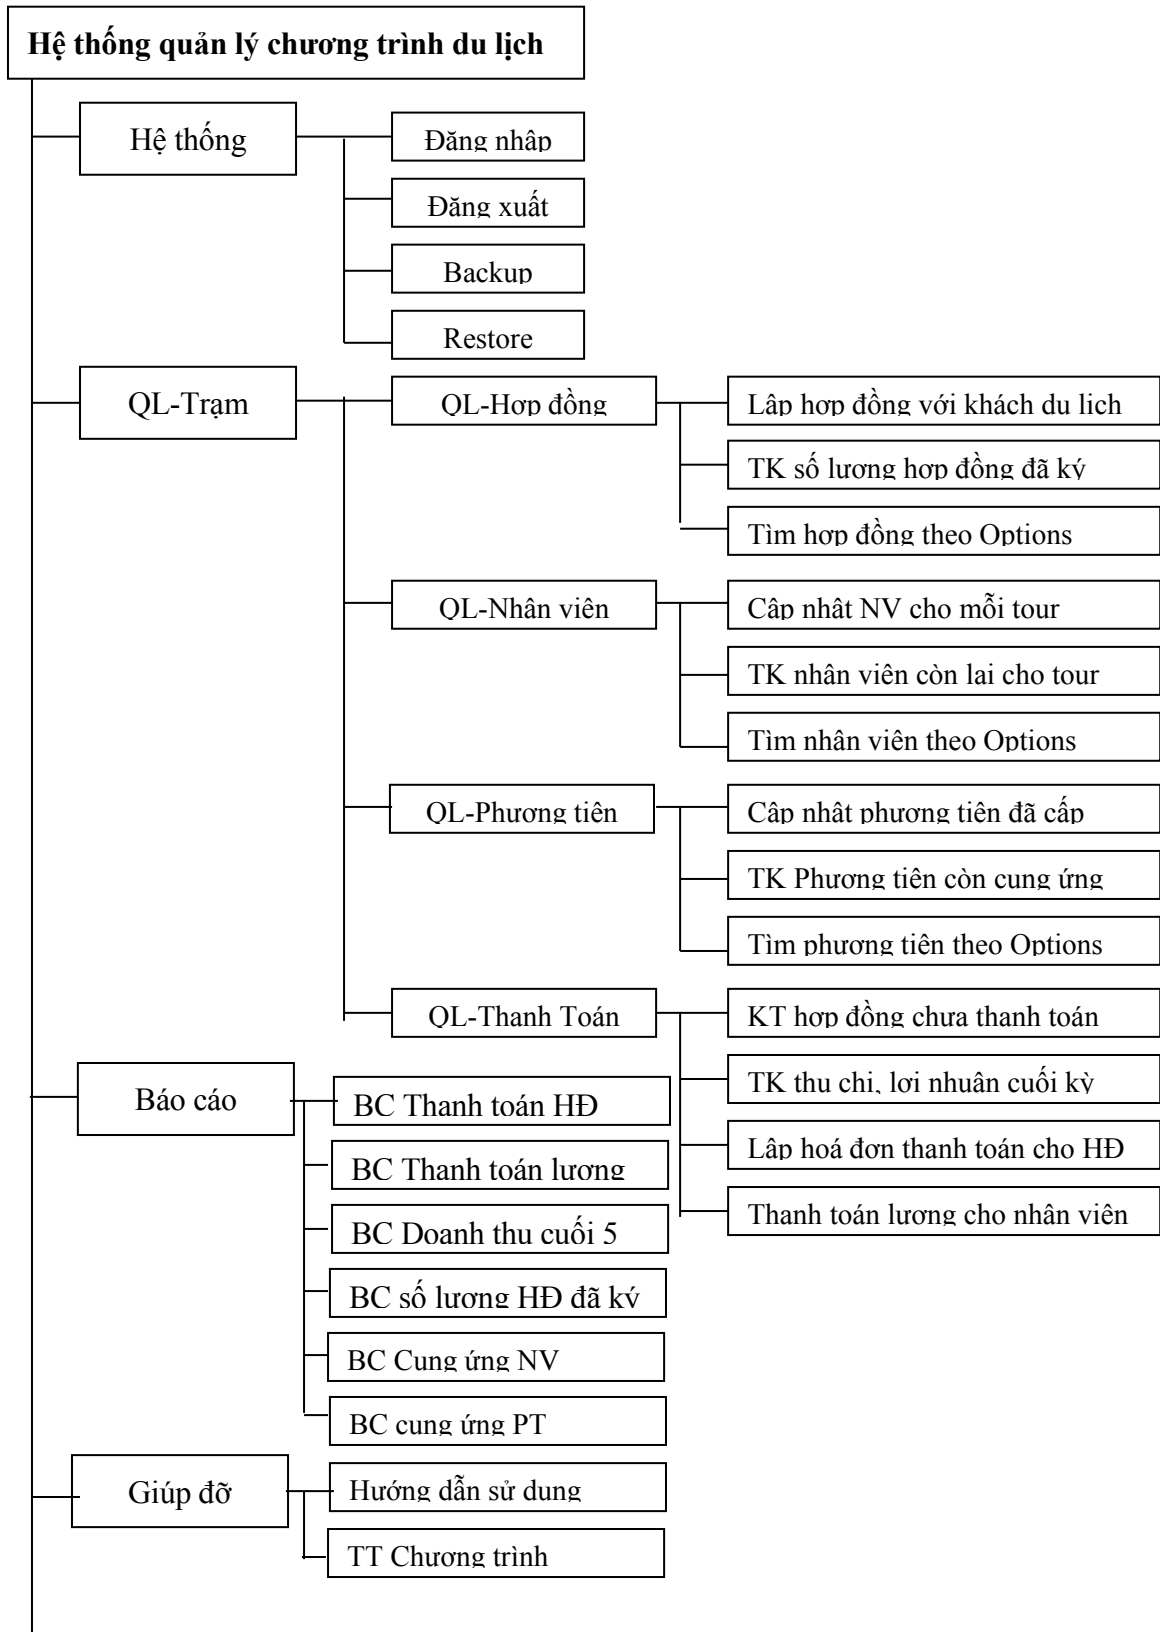 Hệ thống quản lý chương trình du lịch
Hệ thống
Đăng nhập
Đăng xuất
Backup
Restore
QL-Trạm
QL-Hợp đồng
Lập hợp đồng với khách du lịch
TK số lượng hợp đồng đã ký
Tìm hợp đồng theo Options
QL-Nhân viên
Cập nhật NV cho mỗi tour
TK nhân viên còn lại cho tour
Tìm nhân viên theo Options
QL-Phương tiện
Cập nhật phương tiện đã cấp
TK Phương tiện còn cung ứng
Tìm phương tiện theo Options
QL-Thanh Toán
KT hợp đồng chưa thanh toán
TK thu chi, lợi nhuận cuối kỳ
Lập hoá đơn thanh toán cho HĐ
Thanh toán lương cho nhân viên
Báo cáo
BC Thanh toán HĐ
BC Thanh toán lương
BC Doanh thu cuối 5
BC số lượng HĐ đã ký
BC Cung ứng NV
BC cung ứng PT
Giúp đỡ
Hướng dẫn sử dụng
TT Chương trình